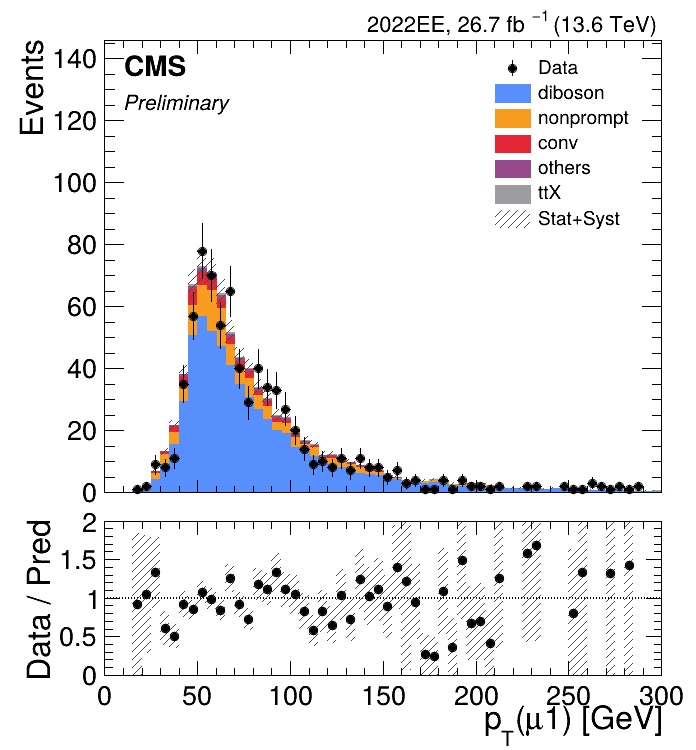 2022EE, 26.7 fb⁻¹ (13.6 TeV)
CMS
Preliminary
Events
140
120
100
80
60
40
20
0
Data
diboson
nonprompt
conv
others
ttX
Stat+Syst
Data / Pred
2
1.5
1
0.5
0
0 50 100 150 200 250 300
p_T(μ1) [GeV]